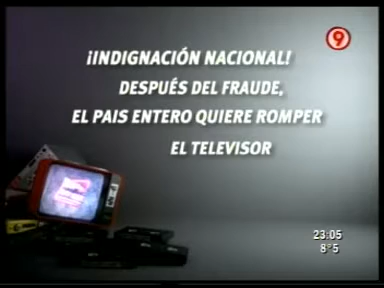 ¡INDIGNACIÓN NACIONAL!
DESPUÉS DEL FRAUDE,
EL PAIS ENTERO QUIERE ROMPER
EL TELEVISOR
9
23:05
8°5